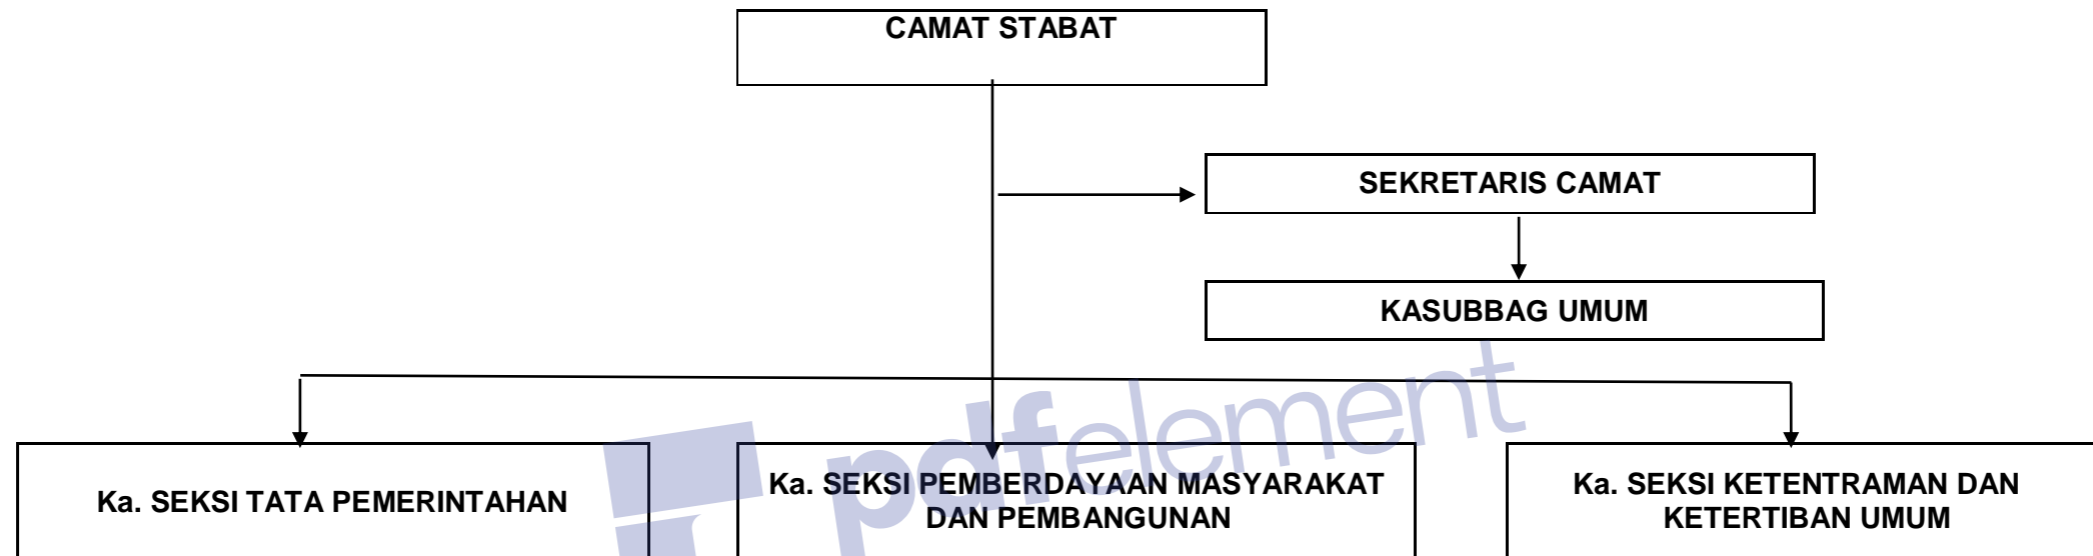 CAMAT STABAT
SEKRETARIS CAMAT
KASUBBAG UMUM
Ka. SEKSI TATA PEMERINTAHAN
Ka. SEKSI PEMBERDAYAAN MASYARAKAT
DAN PEMBANGUNAN
Ka. SEKSI KETENTRAMAN DAN
KETERTIBAN UMUM
pdfelement